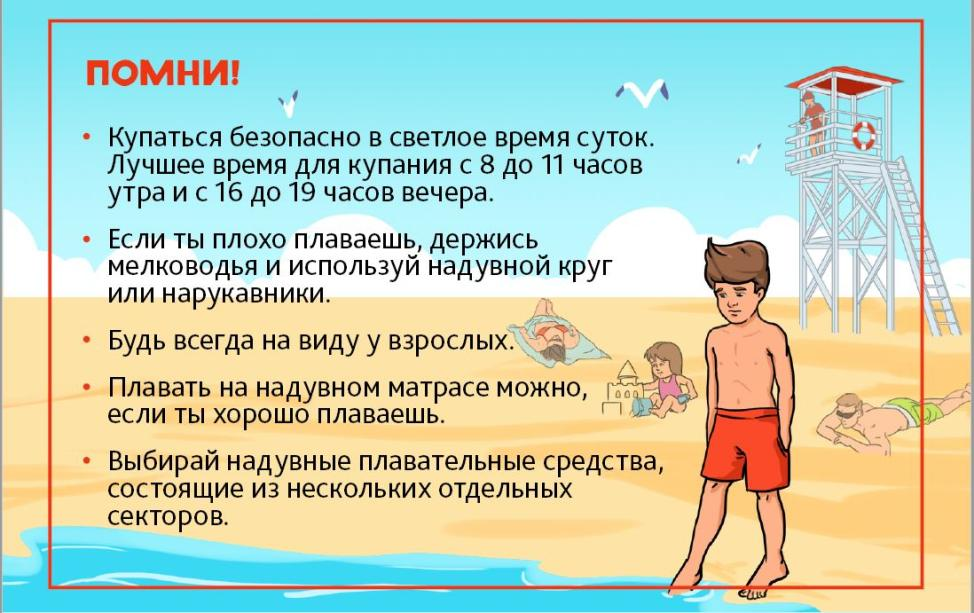 ПОМНИ!
• Купаться безопасно в светлое время суток.
Лучшее время для купания с 8 до 11 часов
утра и с 16 до 19 часов вечера.
• Если ты плохо плаваешь, держись
мелководья и используй надувной круг
или нарукавники.
• Будь всегда на виду у взрослых.
• Плавать на надувном матрасе можно,
если ты хорошо плаваешь.
• Выбирай надувные плавательные средства,
состоящие из нескольких отдельных
секторов.